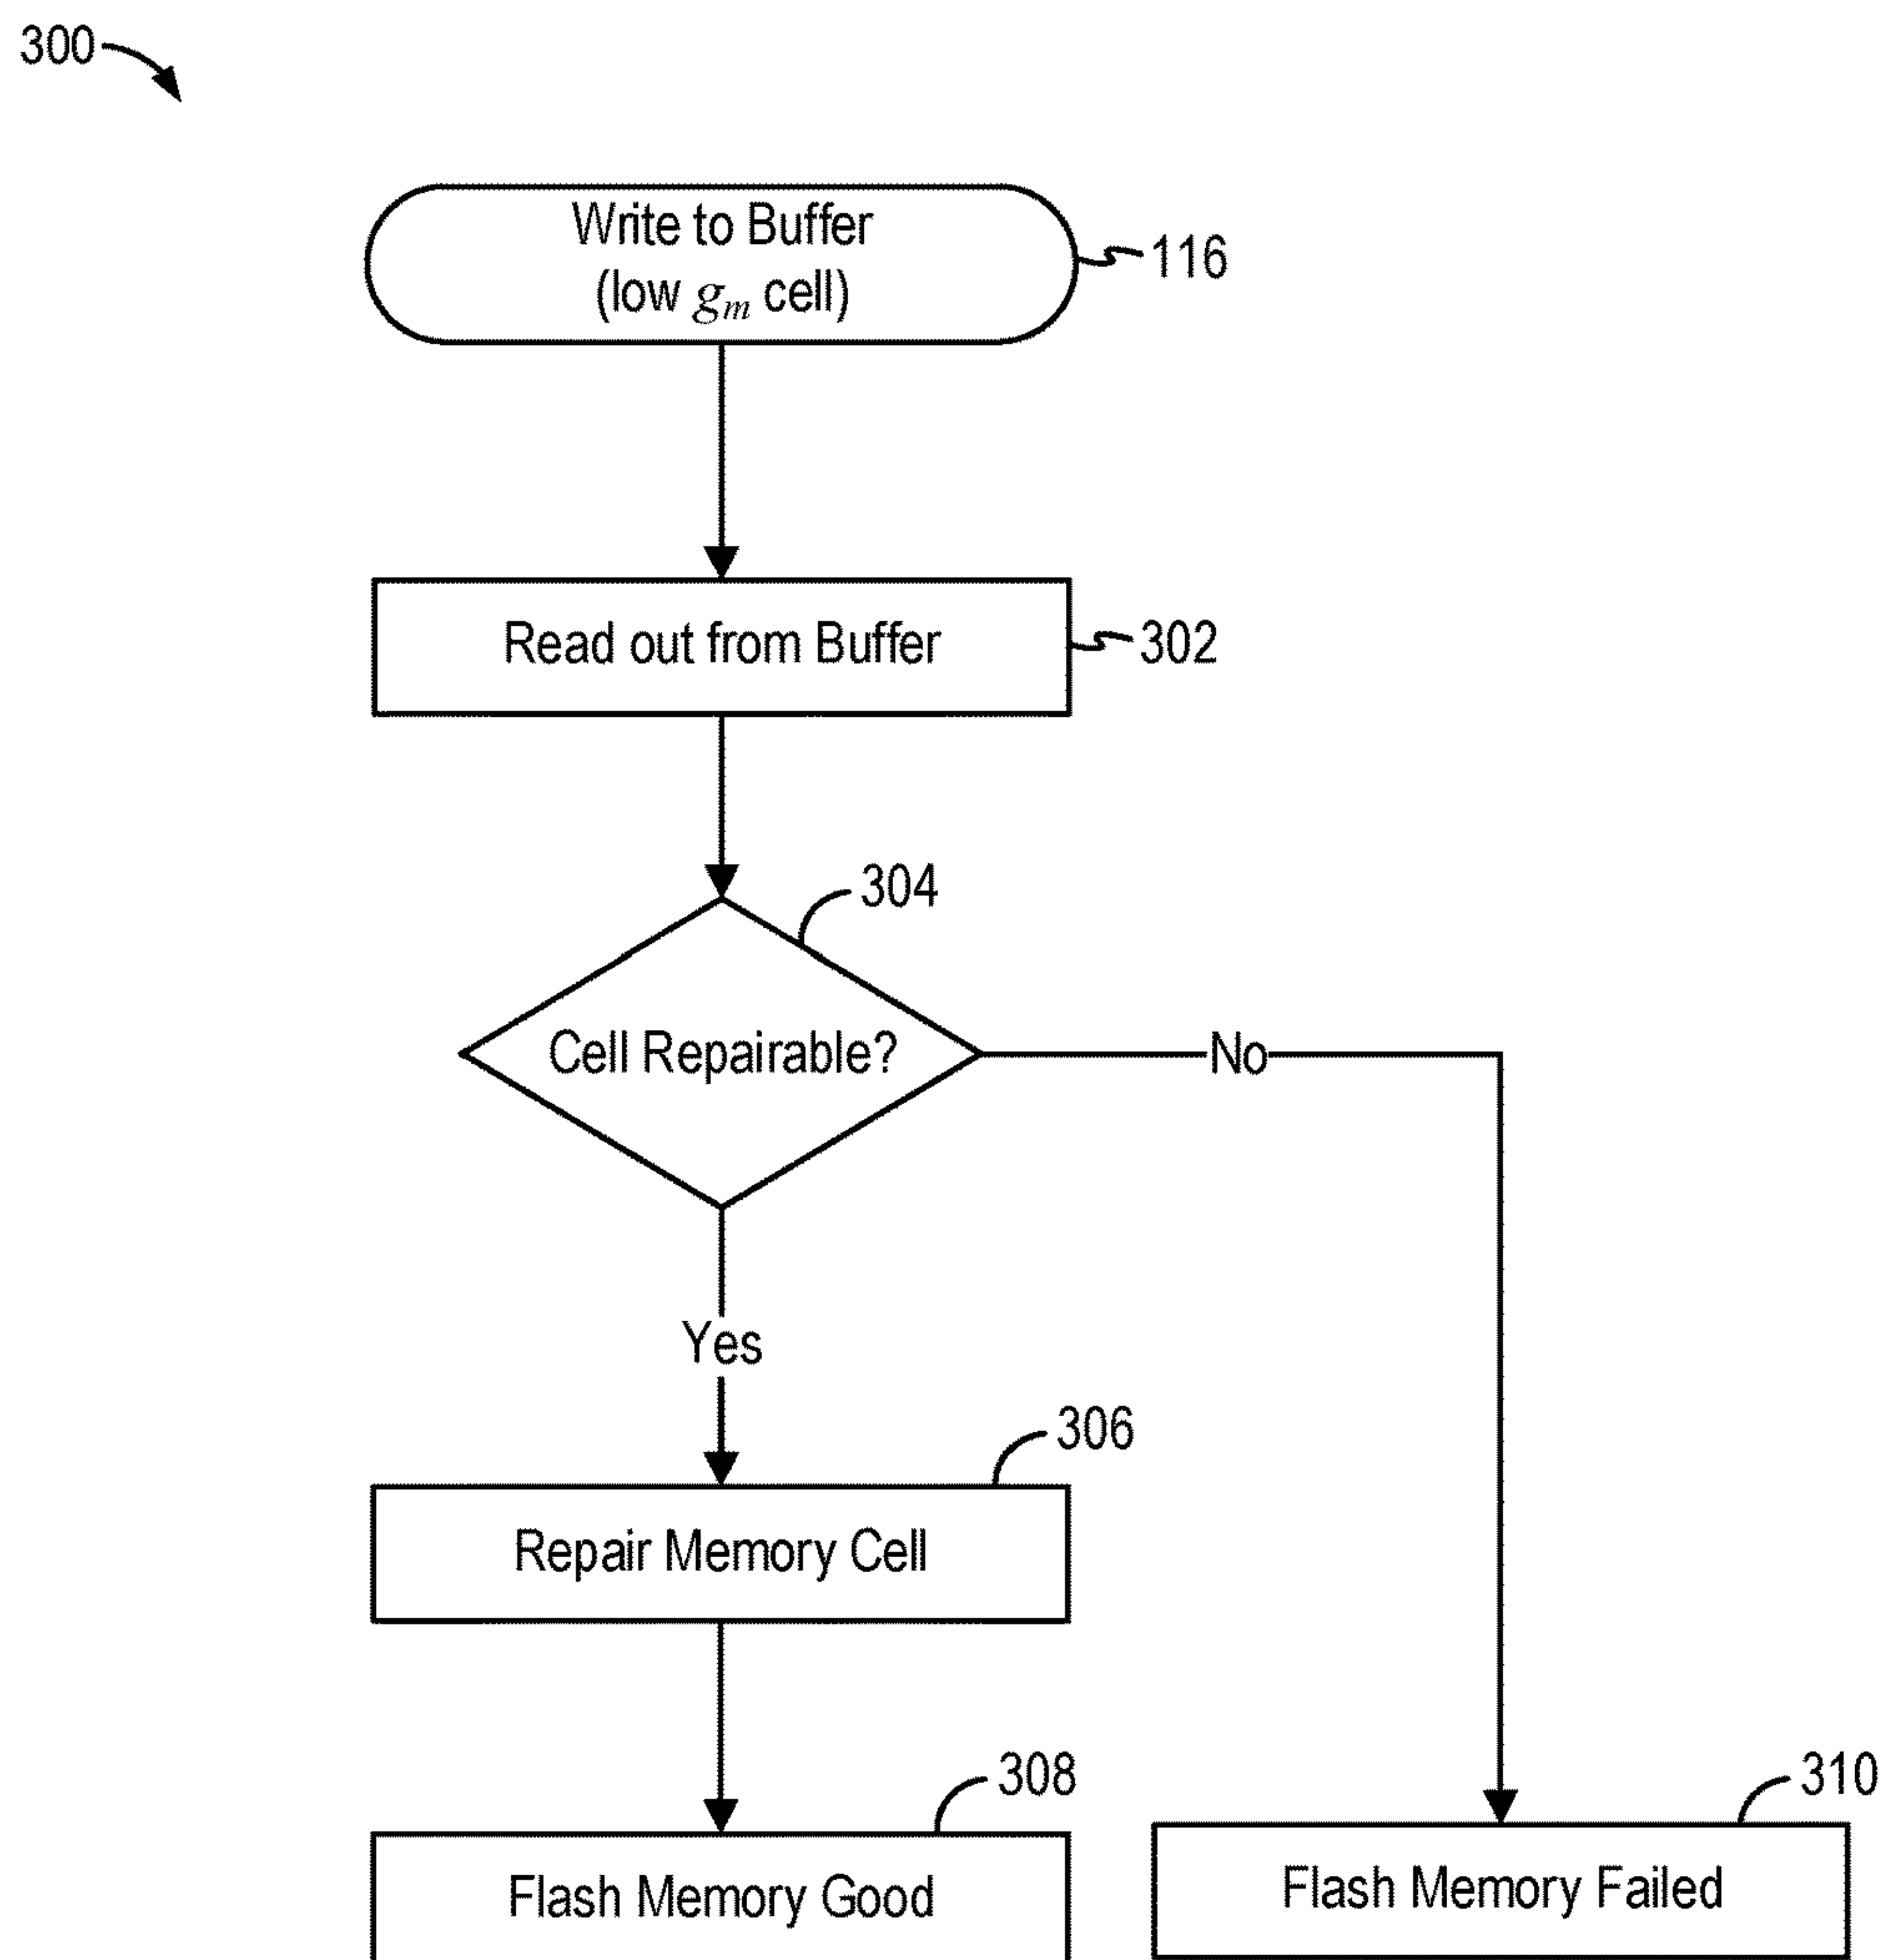 300
Write to Buffer
(low gm cell)
116
Read out from Buffer
302
304
Cell Repairable?
No
Yes
306
Repair Memory Cell
308
310
Flash Memory Good
Flash Memory Failed